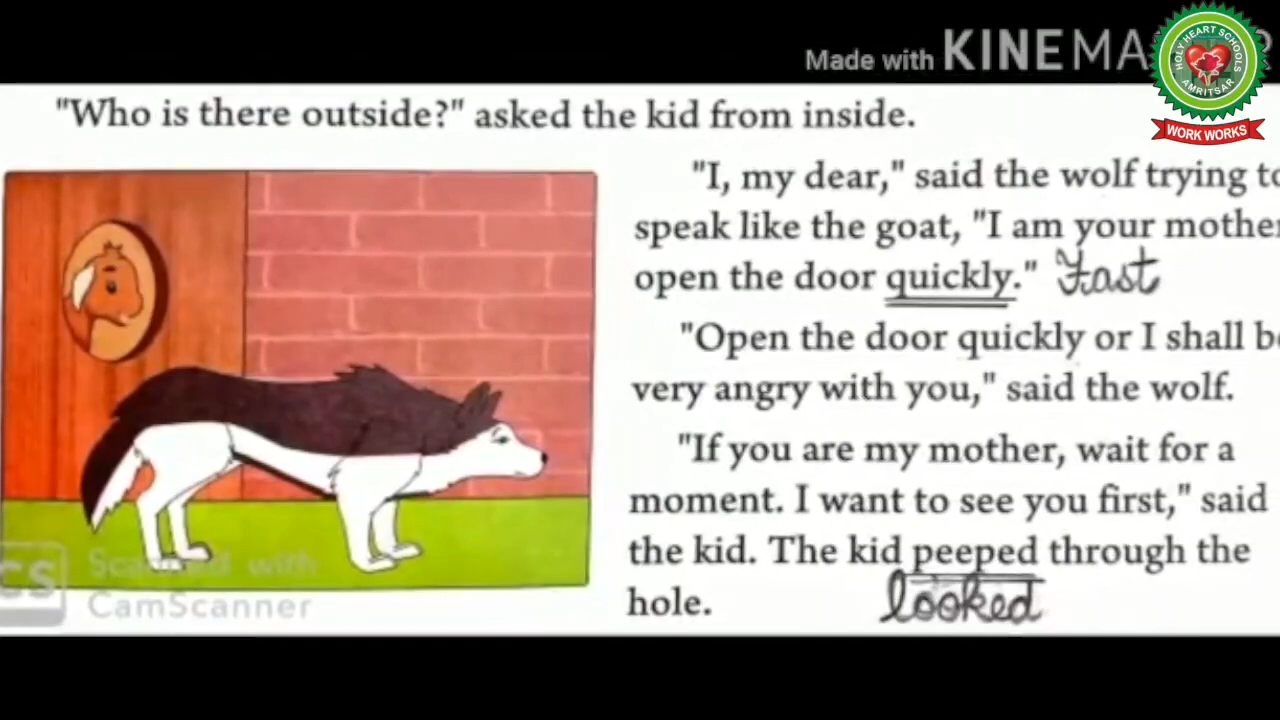 Made with KINEMA
HOLY HEART SCHOOLS
AMRITSAR
WORK WORKS
"Who is there outside?" asked the kid from inside.
"I, my dear," said the wolf trying to
speak like the goat, "I am your mother
open the door quickly." Fast
"Open the door quickly or I shall be
very angry with you," said the wolf.
"If you are my mother, wait for a
moment. I want to see you first," said
the kid. The kid peeped through the
hole. looked
CS Scanned with
CamScanner